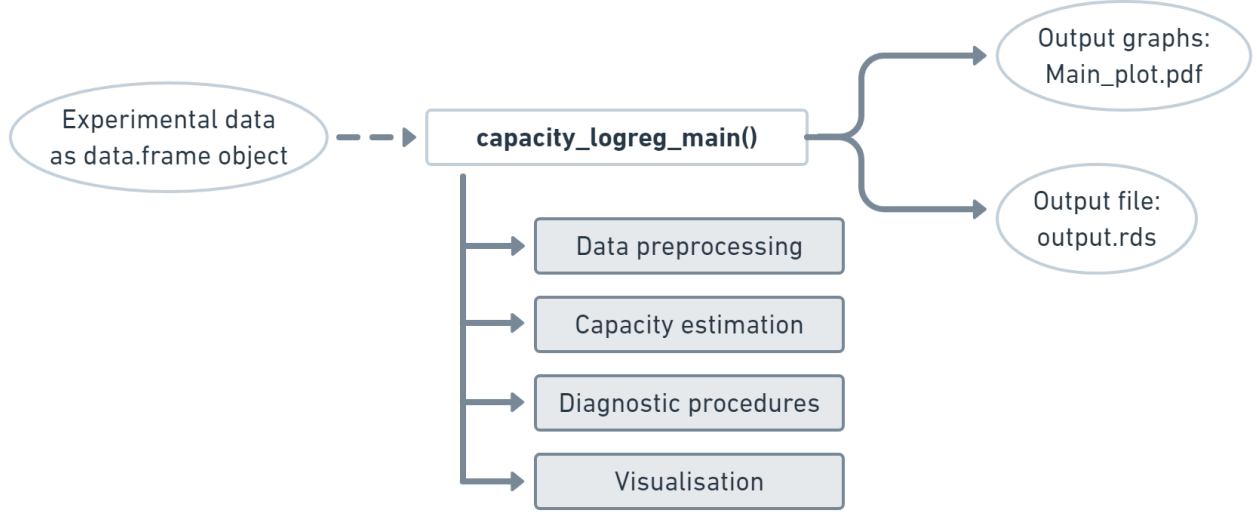 Experimental data
as data.frame object
capacity_logreg_main()
Output graphs:
Main_plot.pdf
Output file:
output.rds
Data preprocessing
Capacity estimation
Diagnostic procedures
Visualisation